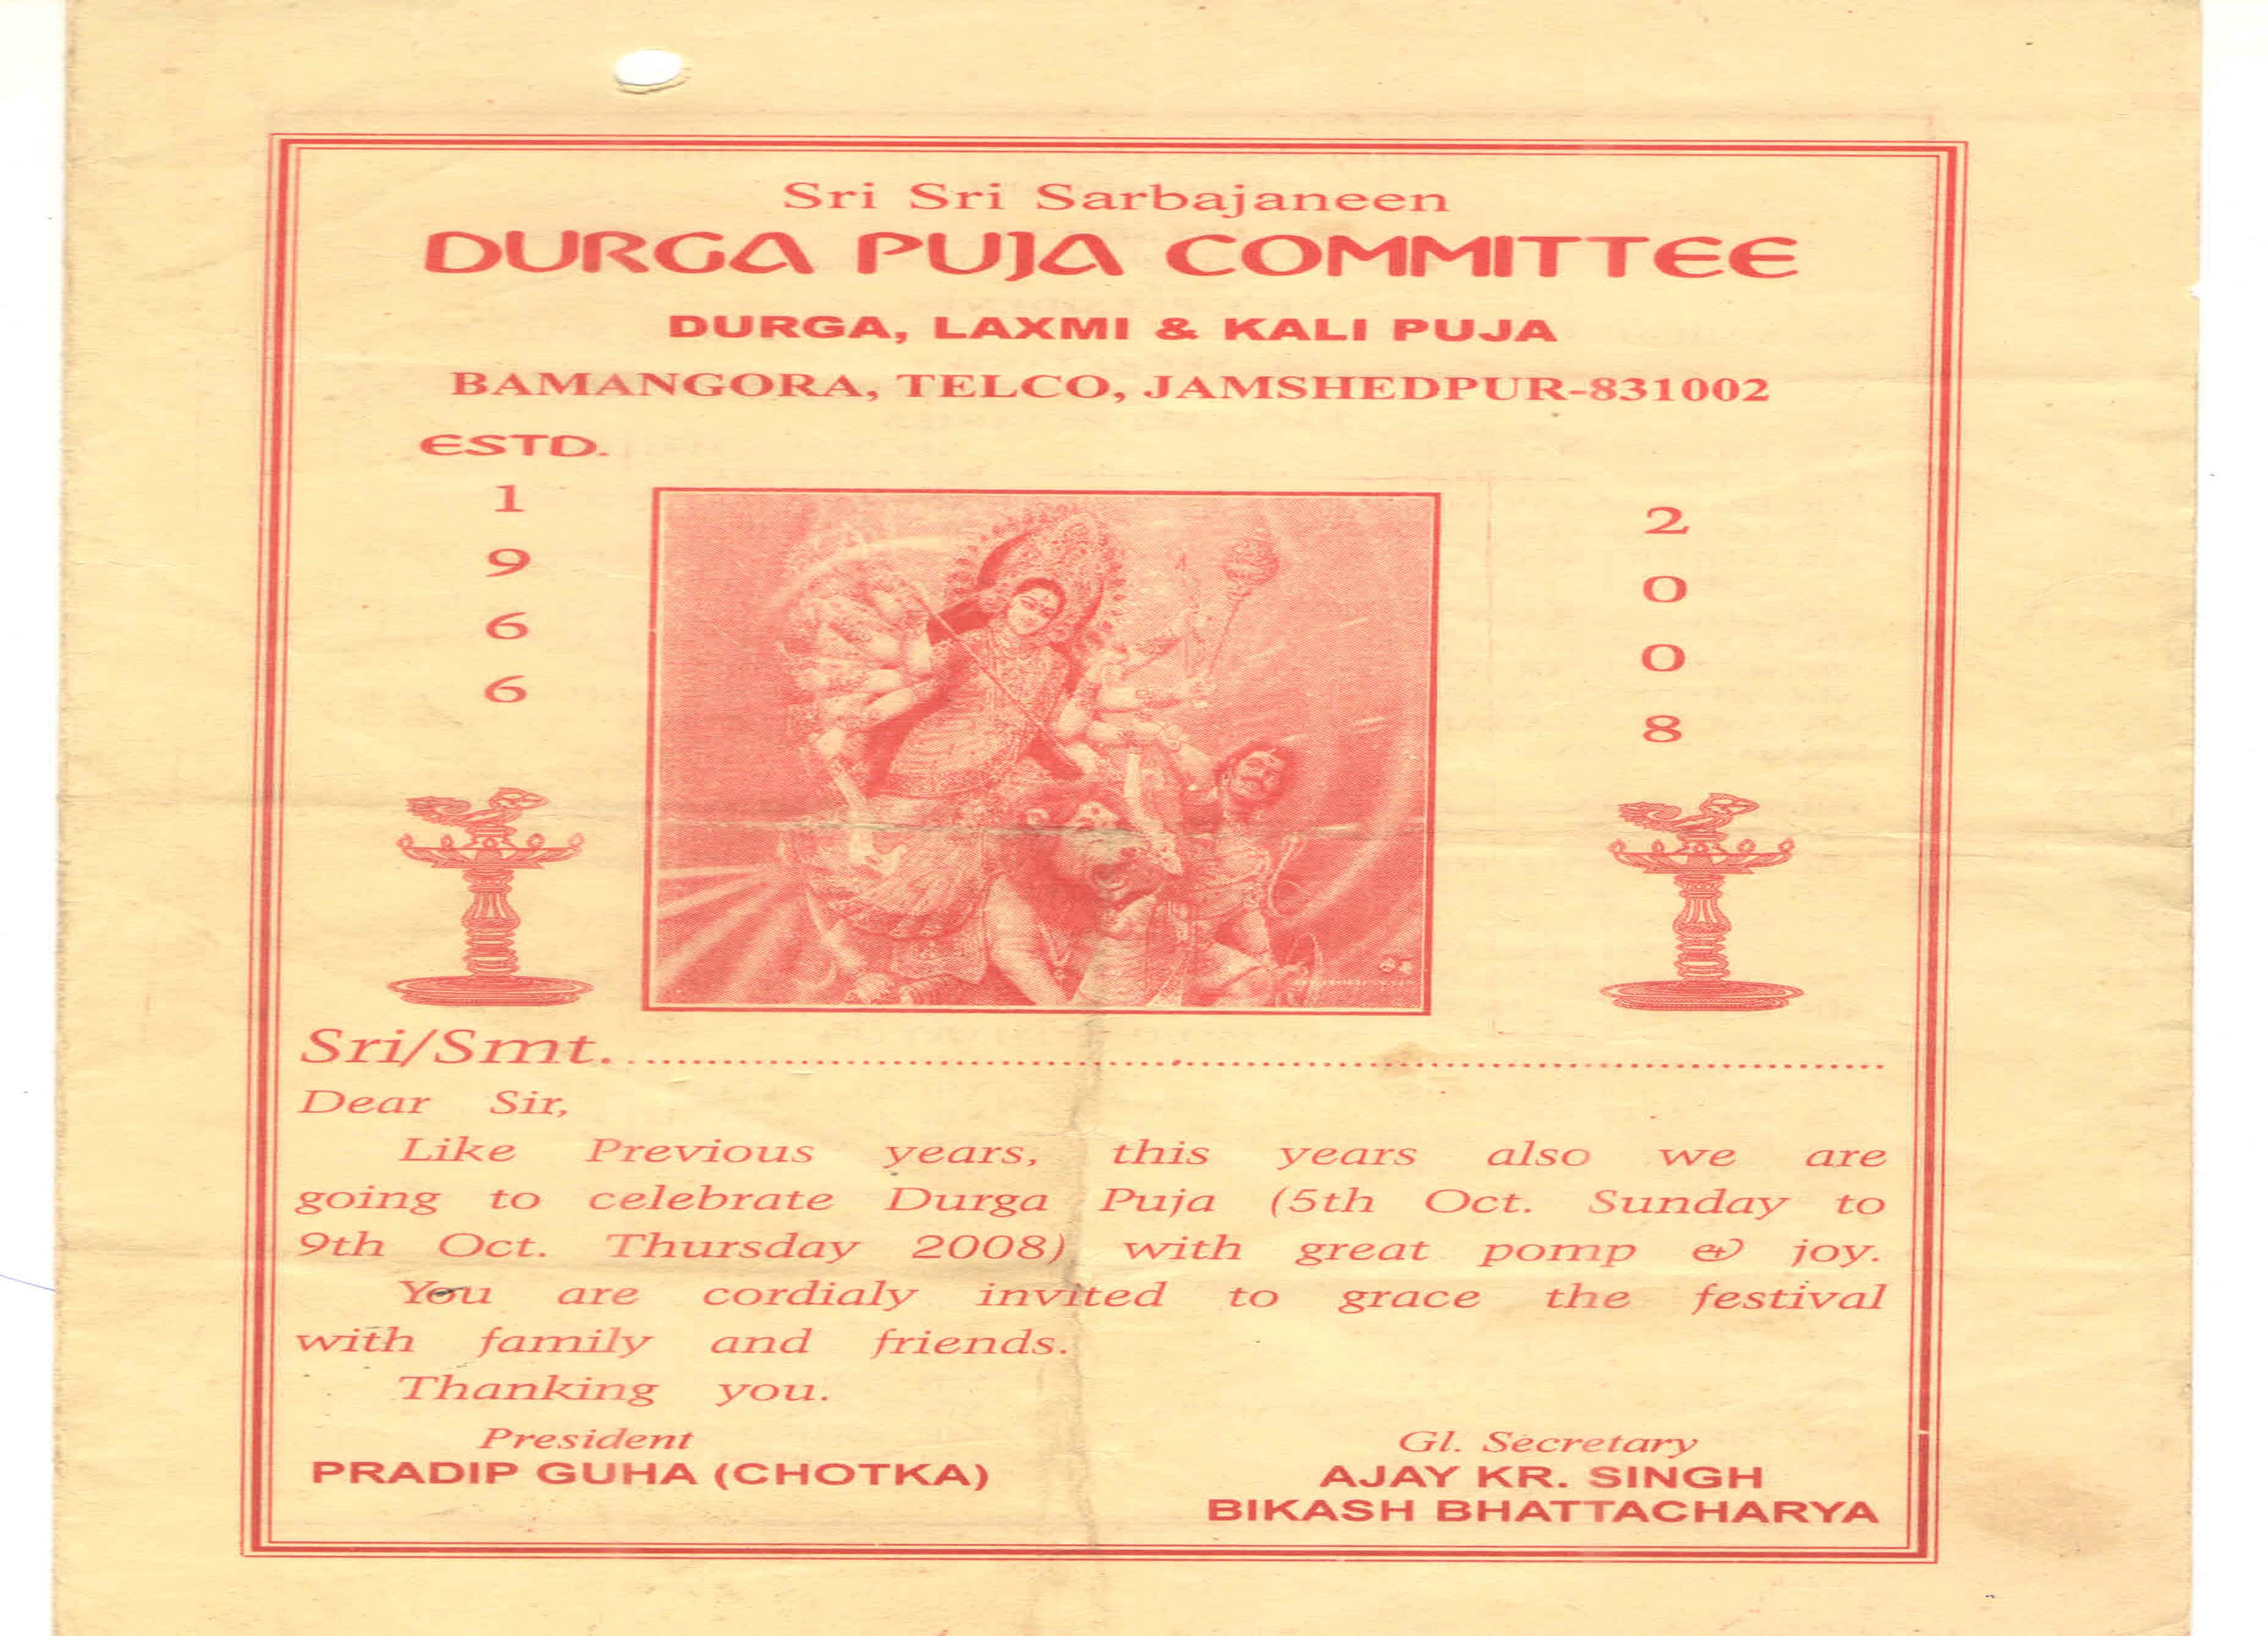 Sri Sri Sarbajaneen
DURGA PUJA COMMITTEE
DURGA, LAXMI & KALI PUJA
BAMANGORA, TELCO, JAMSHEDPUR-831002
ESTD.
1
9
6
6
2
0
0
8
Sri/Smt.................................................................................................
Dear Sir,
Like Previous years, this years also we are
going to celebrate Durga Puja (5th Oct. Sunday to
9th Oct. Thursday 2008) with great pomp & joy.
You are cordialy invited to grace the festival
with family and friends.
Thanking you.
President
PRADIP GUHA (CHOTKA)
Gl. Secretary
AJAY KR. SINGH
BIKASH BHATTACHARYA